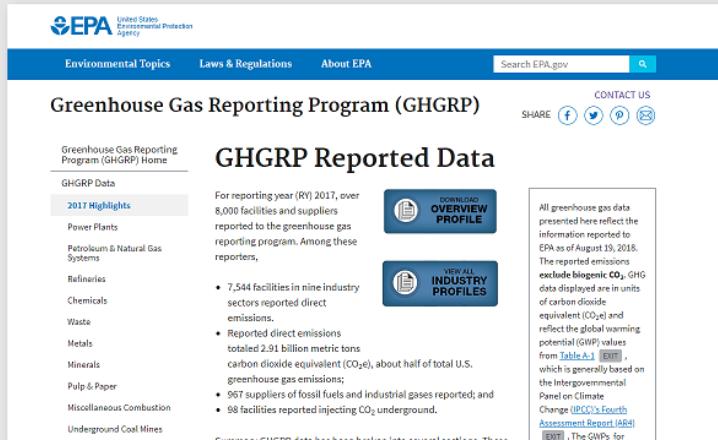 EPA United States
Environmental Protection
Agency
Environmental Topics Laws & Regulations About EPA Search EPA.gov
CONTACT US
Greenhouse Gas Reporting Program (GHGRP)
SHARE
Greenhouse Gas Reporting
Program (GHGRP) Home
GHGRP Data
2017 Highlights
Power Plants
Petroleum & Natural Gas
Systems
Refineries
Chemicals
Waste
Metals
Minerals
Pulp & Paper
Miscellaneous Combustion
Underground Coal Mines
GHGRP Reported Data
For reporting year (RY) 2017, over
8,000 facilities and suppliers
reported to the greenhouse gas
reporting program. Among these
reporters,
DOWNLOAD
OVERVIEW
PROFILE
VIEW ALL
INDUSTRY
PROFILES
• 7,544 facilities in nine industry
sectors reported direct
emissions.
• Reported direct emissions
totaled 2.91 billion metric tons
carbon dioxide equivalent (CO₂e), about half of total U.S.
greenhouse gas emissions;
• 967 suppliers of fossil fuels and industrial gases reported; and
• 98 facilities reported injecting CO₂ underground.
All greenhouse gas data
presented here reflect the
information reported to
EPA as of August 19, 2018.
The reported emissions
exclude biogenic CO₂. GHG
data displayed are in units
of carbon dioxide
equivalent (CO₂e) and
reflect the global warming
potential (GWP) values
from Table A-1 EXIT ,
which is generally based on
the Intergovernmental
Panel on Climate
Change (IPCC)'s Fourth
Assessment Report (AR4)
EXIT . The GWPs for